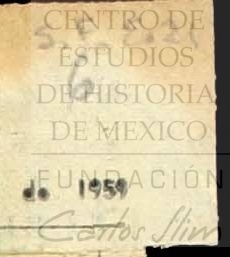 CENTRO DE
ESTUDIOS
DE HISTORIA
DE MEXICO
de 1959
FUNDACIÓN
Carlos Slim